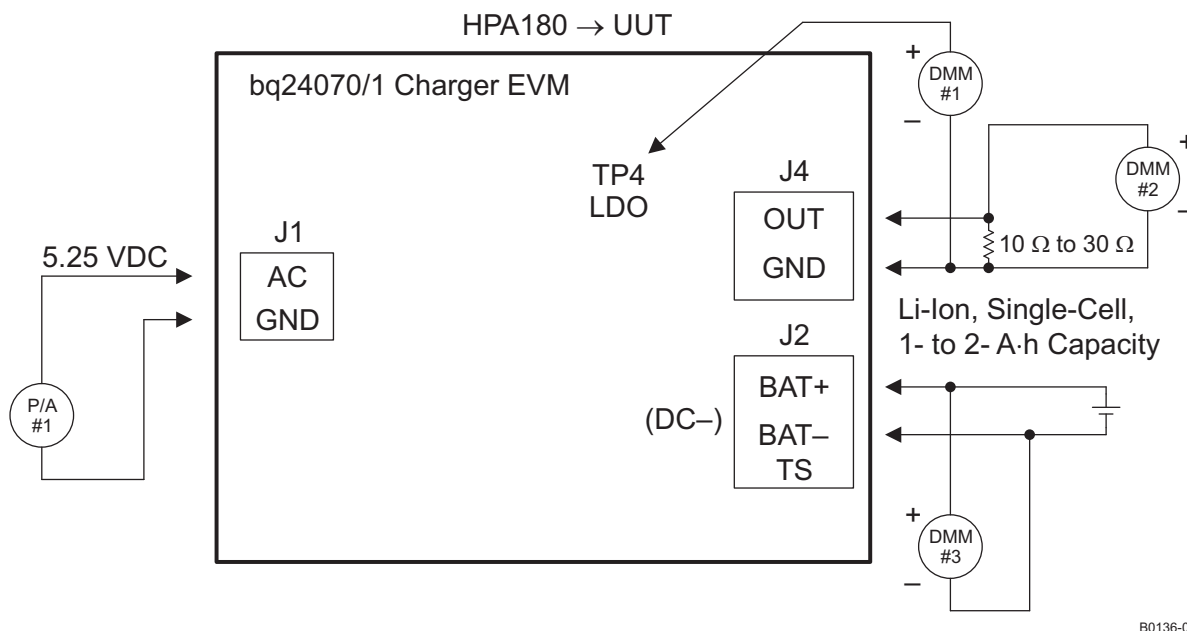 HPA180 → UUT
bq24070/1 Charger EVM
+
DMM
#1
–
TP4
LDO
J4
OUT
GND
+
DMM
#2
–
10 Ω to 30 Ω
5.25 VDC
J1
AC
GND
P/A
#1
Li-Ion, Single-Cell,
1- to 2- A·h Capacity
J2
BAT+
(DC–)
BAT–
TS
+
DMM
#3
–
B0136-0